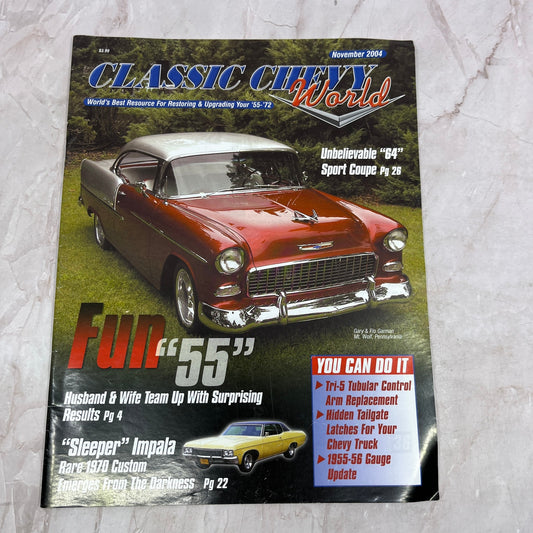 $3.99
November 2004
CLASSIC CHEVY
World
World's Best Resource For Restoring & Upgrading Your '55-'72
Unbelievable "64"
Sport Coupe Pg 26
Gary & Flo Garman
Mt. Wolf, Pennsylvania
Fun "55"
Husband & Wife Team Up With Surprising
Results Pg 4
"Sleeper" Impala
Rare 1970 Custom
Emerges From The Darkness Pg 22
YOU CAN DO IT
Tri-5 Tubular Control
Arm Replacement
Hidden Tailgate
Latches For Your
Chevy Truck
1955-56 Gauge
Update